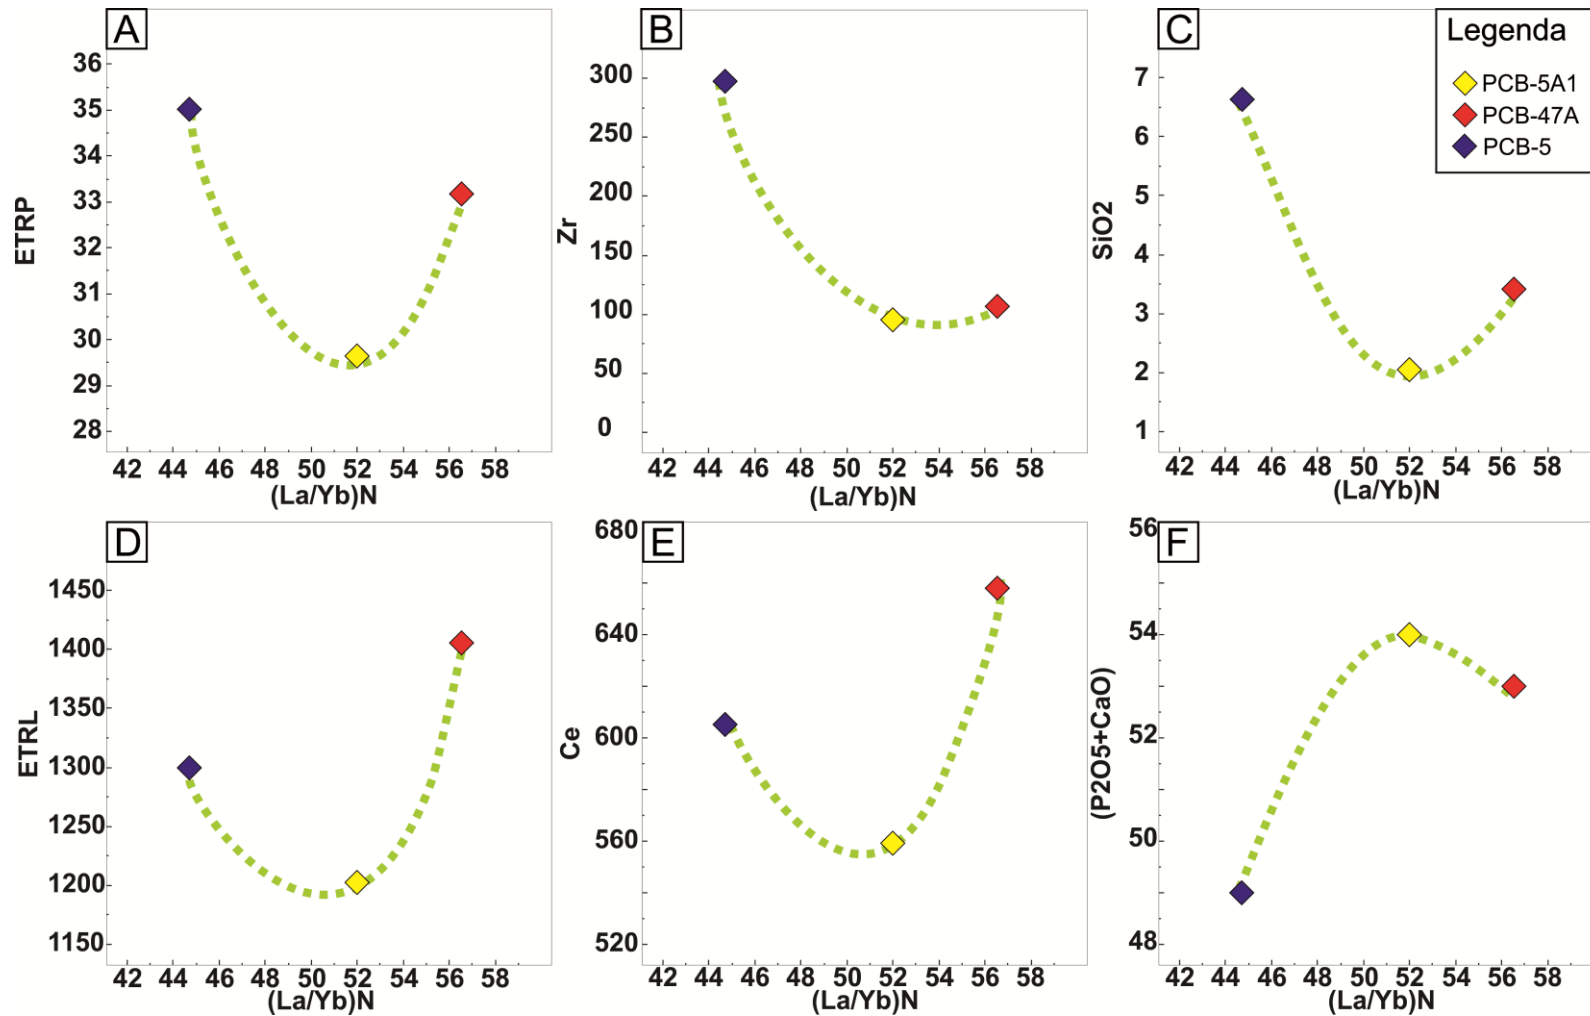 A
ETRP
36
35
34
33
32
31
30
29
28
42 44 46 48 50 52 54 56 58
(La/Yb)N
B
Zr
300
250
200
150
100
50
0
42 44 46 48 50 52 54 56 58
(La/Yb)N
C
SiO2
7
6
5
4
3
2
1
42 44 46 48 50 52 54 56 58
(La/Yb)N
Legenda
PCB-5A1
PCB-47A
PCB-5
D
ETRL
1450
1400
1350
1300
1250
1200
1150
42 44 46 48 50 52 54 56 58
(La/Yb)N
E
Ce
680
640
600
560
520
42 44 46 48 50 52 54 56 58
(La/Yb)N
F
(P2O5+CaO)
56
54
52
50
48
42 44 46 48 50 52 54 56 58
(La/Yb)N